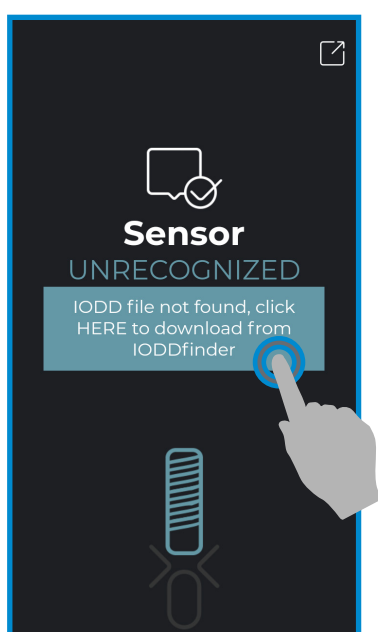 Sensor
UNRECOGNIZED
IODD file not found, click
HERE to download from
IODDfinder